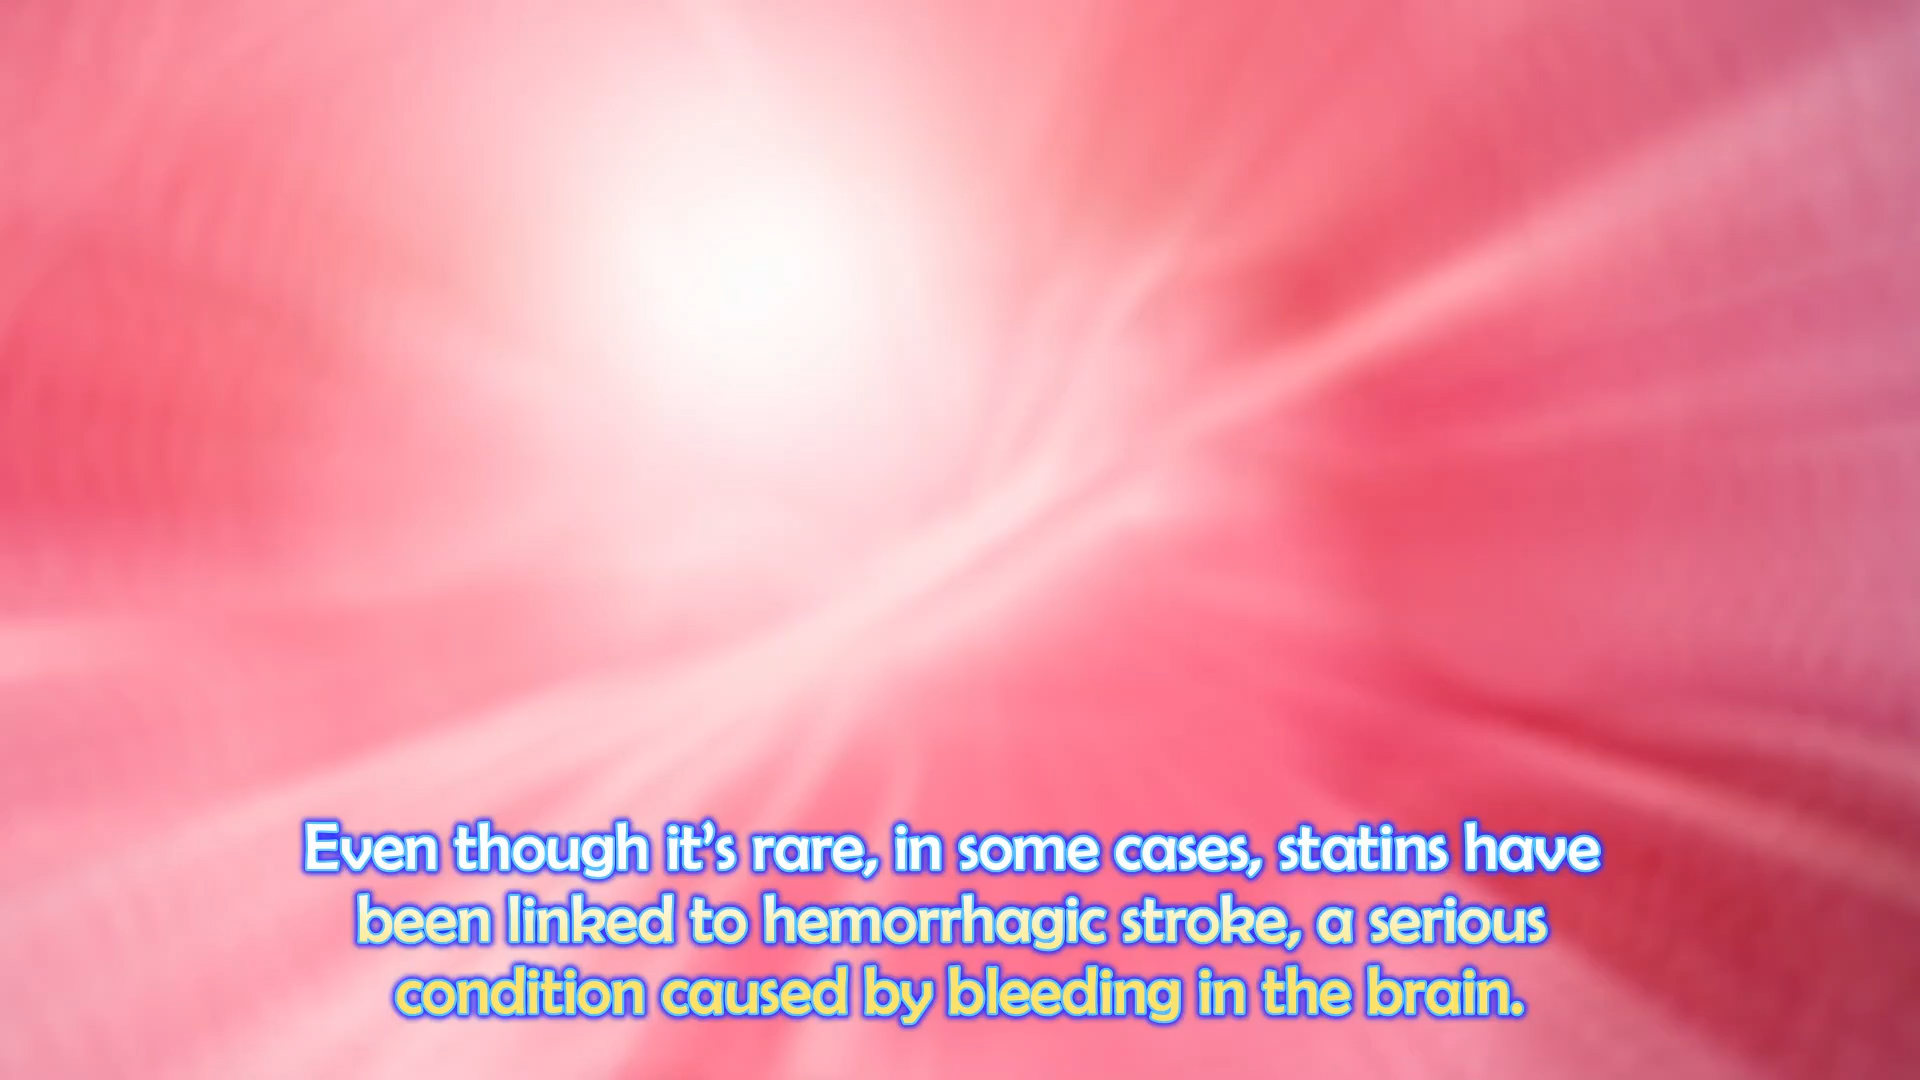 Even though it’s rare, in some cases, statins have
been linked to hemorrhagic stroke, a serious
condition caused by bleeding in the brain.